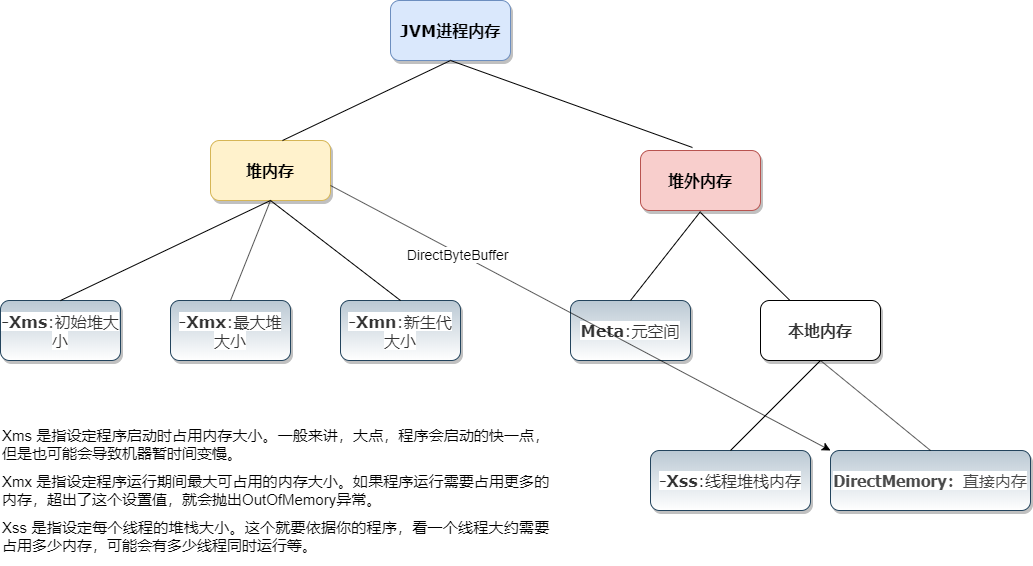 JVM进程内存
堆内存
堆外内存
DirectByteBuffer
-Xms:初始堆大
小
-Xmx:最大堆
大小
-Xmn:新生代
大小
Meta:元空间
本地内存
-Xss:线程堆栈内存
DirectMemory：直接内存
Xms 是指设定程序启动时占用内存大小。一般来讲，大点，程序会启动的快一点，
但是也可能会导致机器暂时间变慢。
Xmx 是指设定程序运行期间最大可占用的内存大小。如果程序运行需要占用更多的
内存，超出了这个设置值，就会抛出OutOfMemory异常。
Xss 是指设定每个线程的堆栈大小。这个就要依据你的程序，看一个线程大约需要
占用多少内存，可能会有多少线程同时运行等。